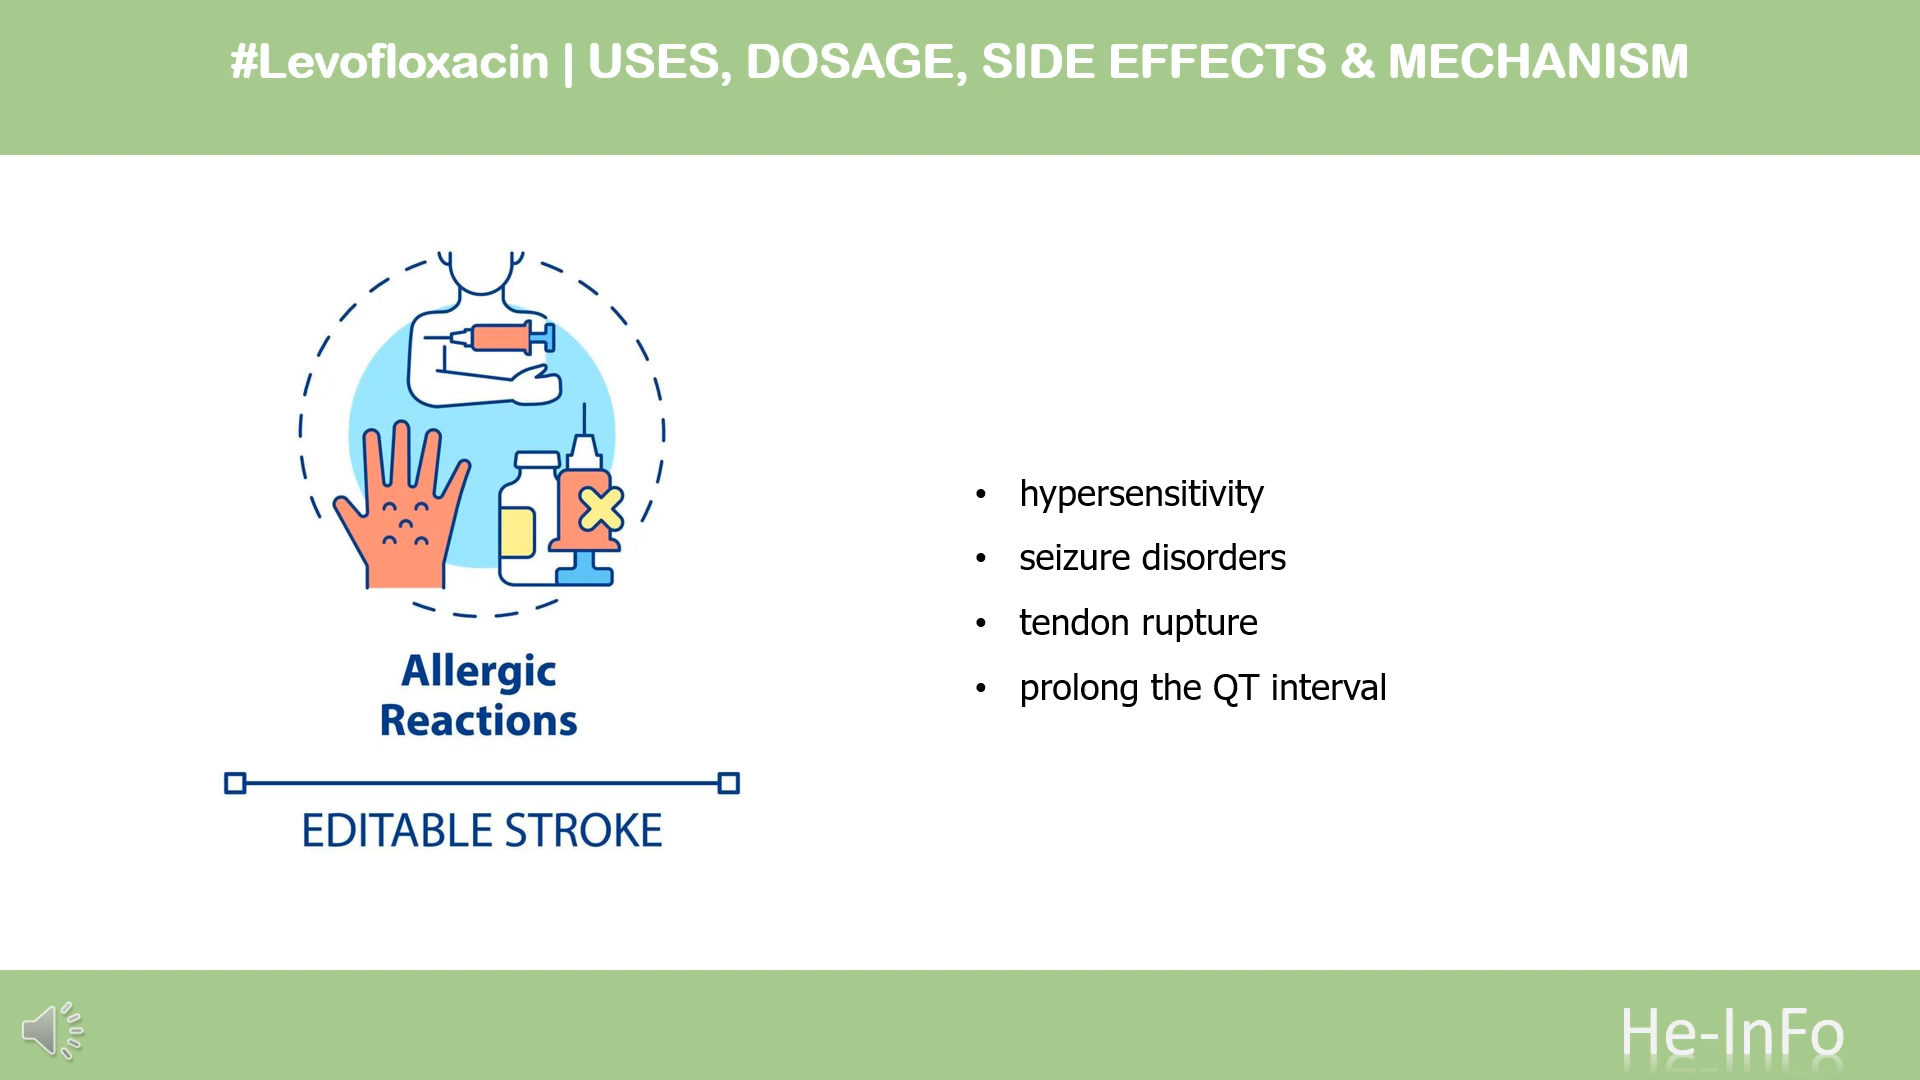 #Levofloxacin | USES, DOSAGE, SIDE EFFECTS & MECHANISM
Allergic
Reactions
EDITABLE STROKE
• hypersensitivity
• seizure disorders
• tendon rupture
• prolong the QT interval
He-InFo